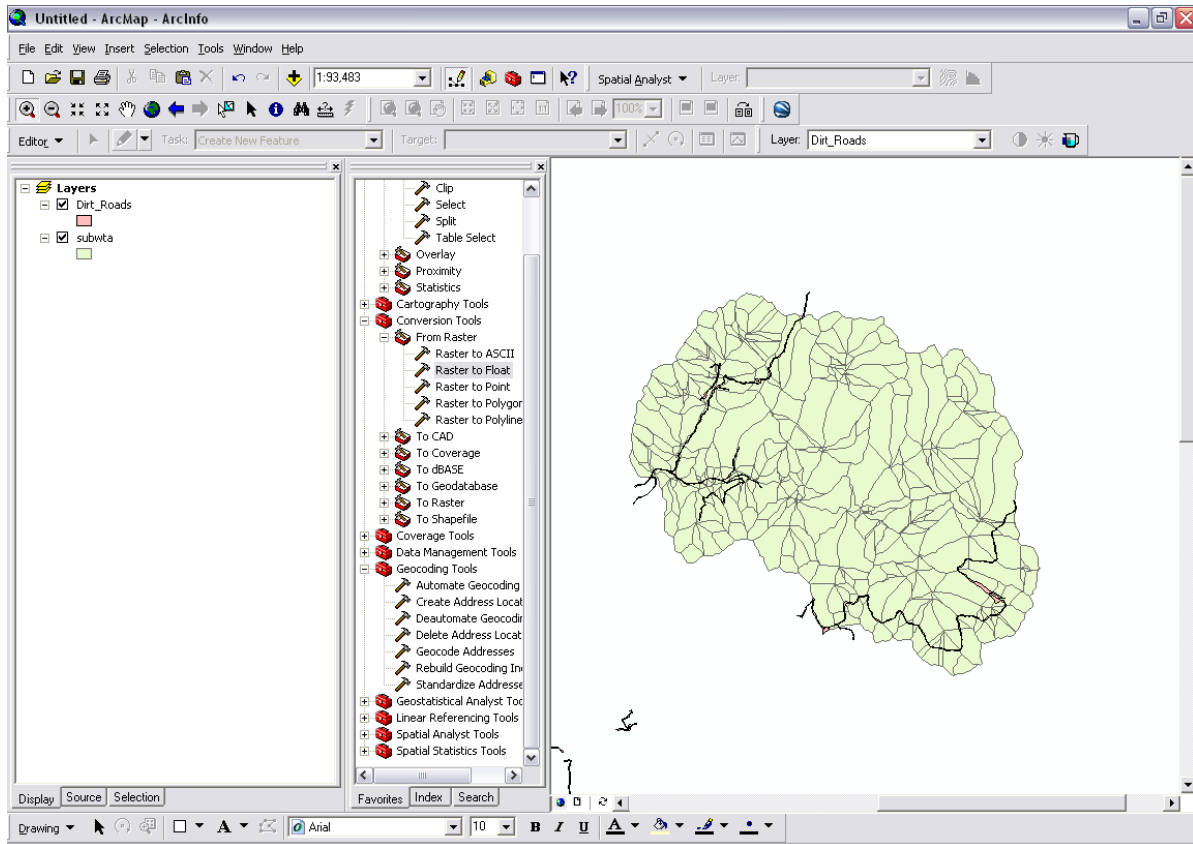 Untitled - ArcMap - ArcInfo
File Edit View Insert Selection Tools Window Help
1:93,483 Spatial Analyst Layer:
100%
Editor Task: Create New Feature Target: Layer: Dirt_Roads
Layers
Dirt_Roads
subwta
Clip
Select
Split
Table Select
Overlay
Proximity
Statistics
Cartography Tools
Conversion Tools
From Raster
Raster to ASCII
Raster to Float
Raster to Point
Raster to Polygor
Raster to Polyline
To CAD
To Coverage
To dBASE
To Geodatabase
To Raster
To Shapefile
Coverage Tools
Data Management Tools
Geocoding Tools
Automate Geocoding
Create Address Locat
Deautomate Geocodir
Delete Address Locat
Geocode Addresses
Rebuild Geocoding In
Standardize Addresse
Geostatistical Analyst Too
Linear Referencing Tools
Spatial Analyst Tools
Spatial Statistics Tools
Display Source Selection
Favorites Index Search
Drawing A Arial 10 B I U A